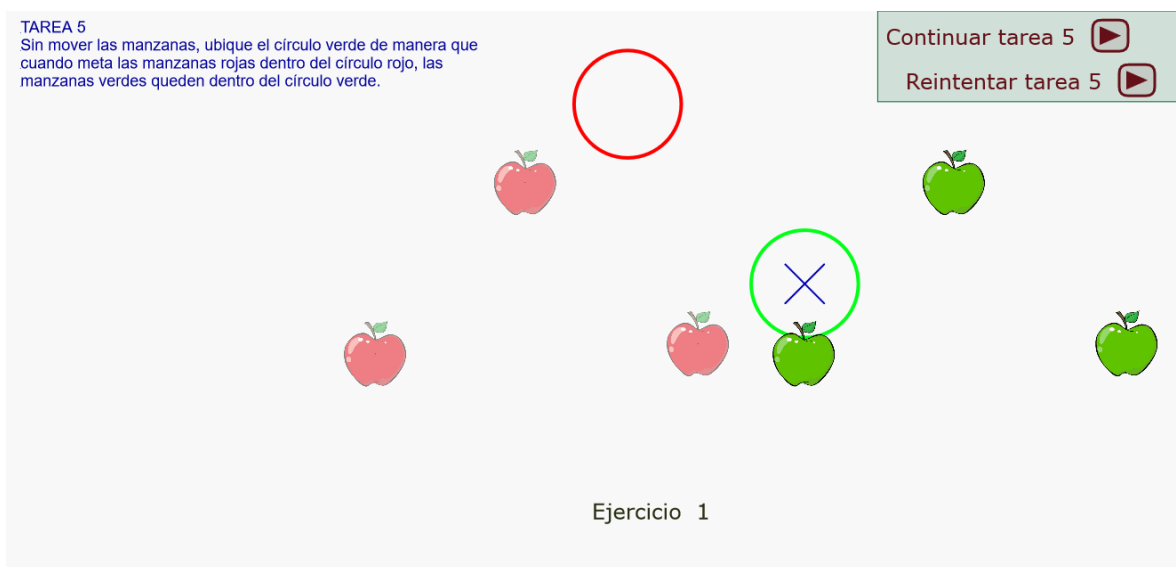 TAREA 5
Sin mover las manzanas, ubique el círculo verde de manera que
cuando meta las manzanas rojas dentro del círculo rojo, las
manzanas verdes queden dentro del círculo verde.
Continuar tarea 5
Reintentar tarea 5
Ejercicio 1